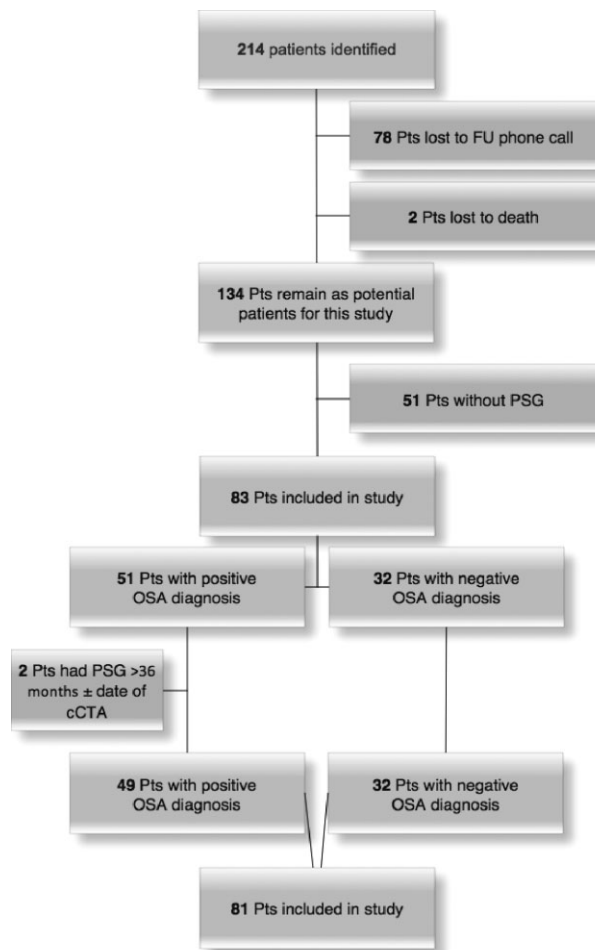 214 patients identified
78 Pts lost to FU phone call
2 Pts lost to death
134 Pts remain as potential
patients for this study
51 Pts without PSG
83 Pts included in study
51 Pts with positive
OSA diagnosis
32 Pts with negative
OSA diagnosis
2 Pts had PSG >36
months ± date of
cCTA
49 Pts with positive
OSA diagnosis
32 Pts with negative
OSA diagnosis
81 Pts included in study